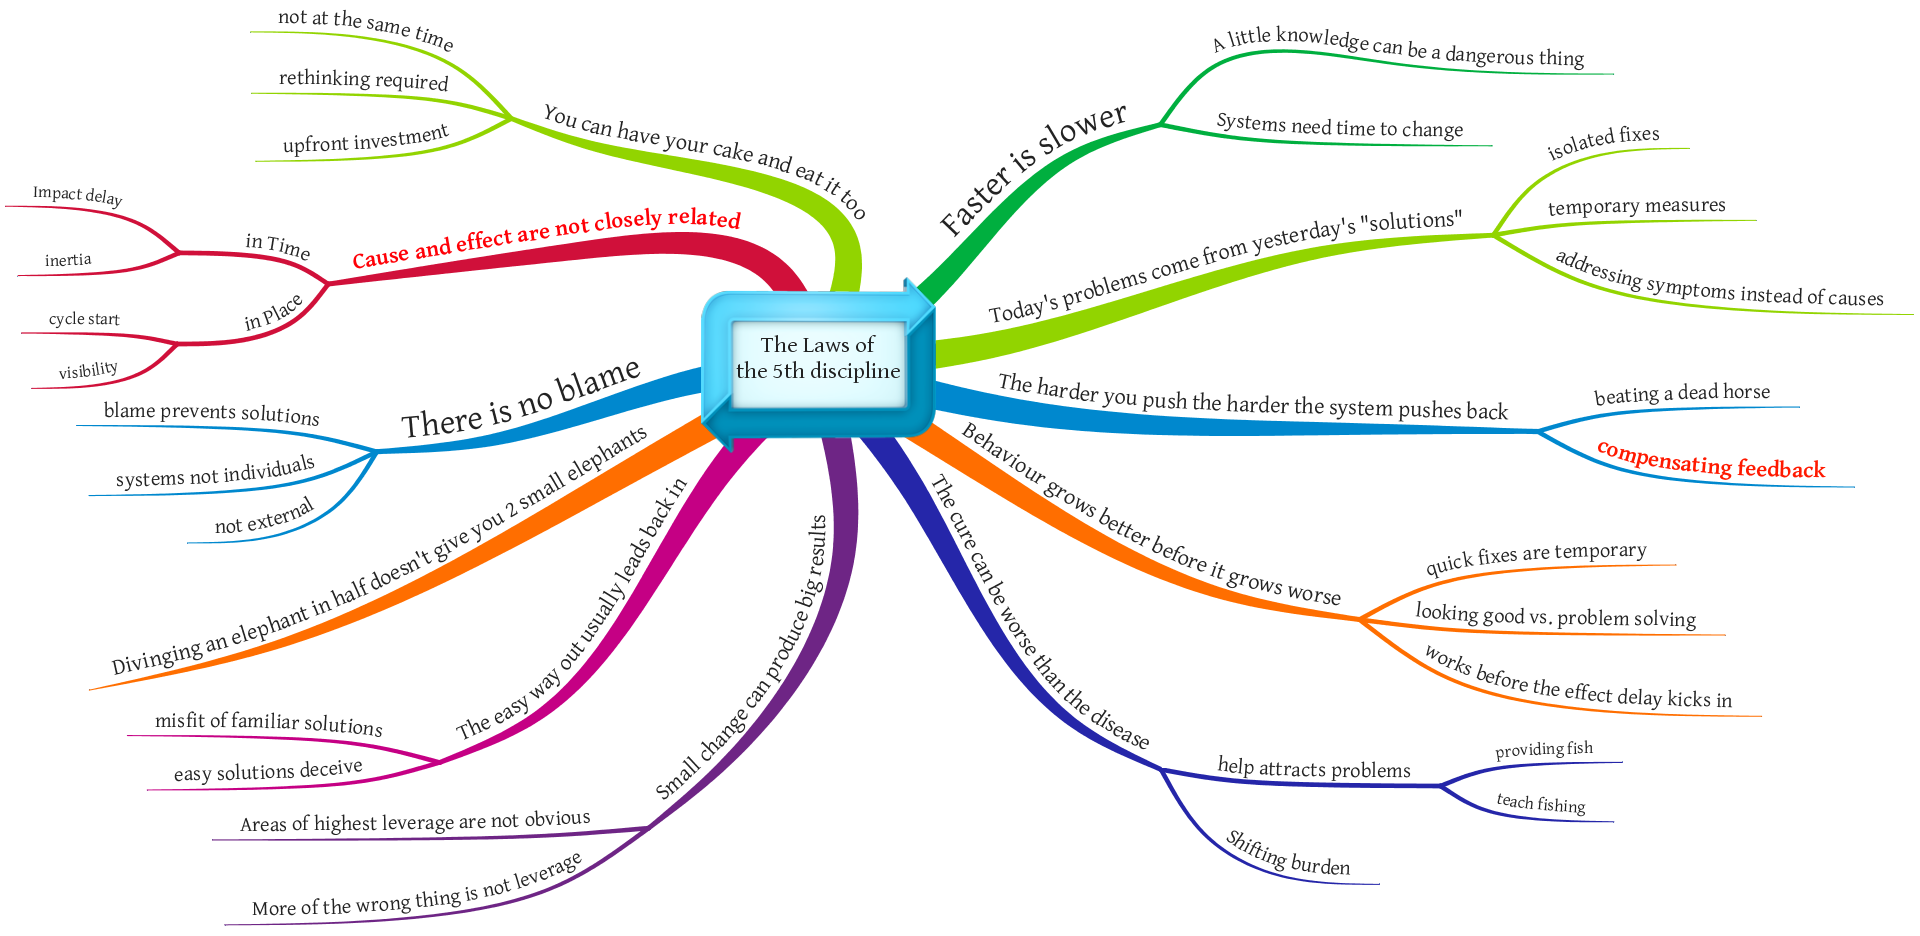 The Laws of
the 5th discipline
Faster is slower
A little knowledge can be a dangerous thing
Systems need time to change
Today's problems come from yesterday's "solutions"
isolated fixes
temporary measures
addressing symptoms instead of causes
The harder you push the harder the system pushes back
beating a dead horse
compensating feedback
Behaviour grows better before it grows worse
quick fixes are temporary
looking good vs. problem solving
works before the effect delay kicks in
The cure can be worse than the disease
help attracts problems
providing fish
teach fishing
Shifting burden
Small change can produce big results
Areas of highest leverage are not obvious
More of the wrong thing is not leverage
The easy way out usually leads back in
misfit of familiar solutions
easy solutions deceive
Divinging an elephant in half doesn't give you 2 small elephants
There is no blame
blame prevents solutions
systems not individuals
not external
Cause and effect are not closely related
in Time
Impact delay
inertia
in Place
cycle start
visibility
You can have your cake and eat it too
not at the same time
rethinking required
upfront investment